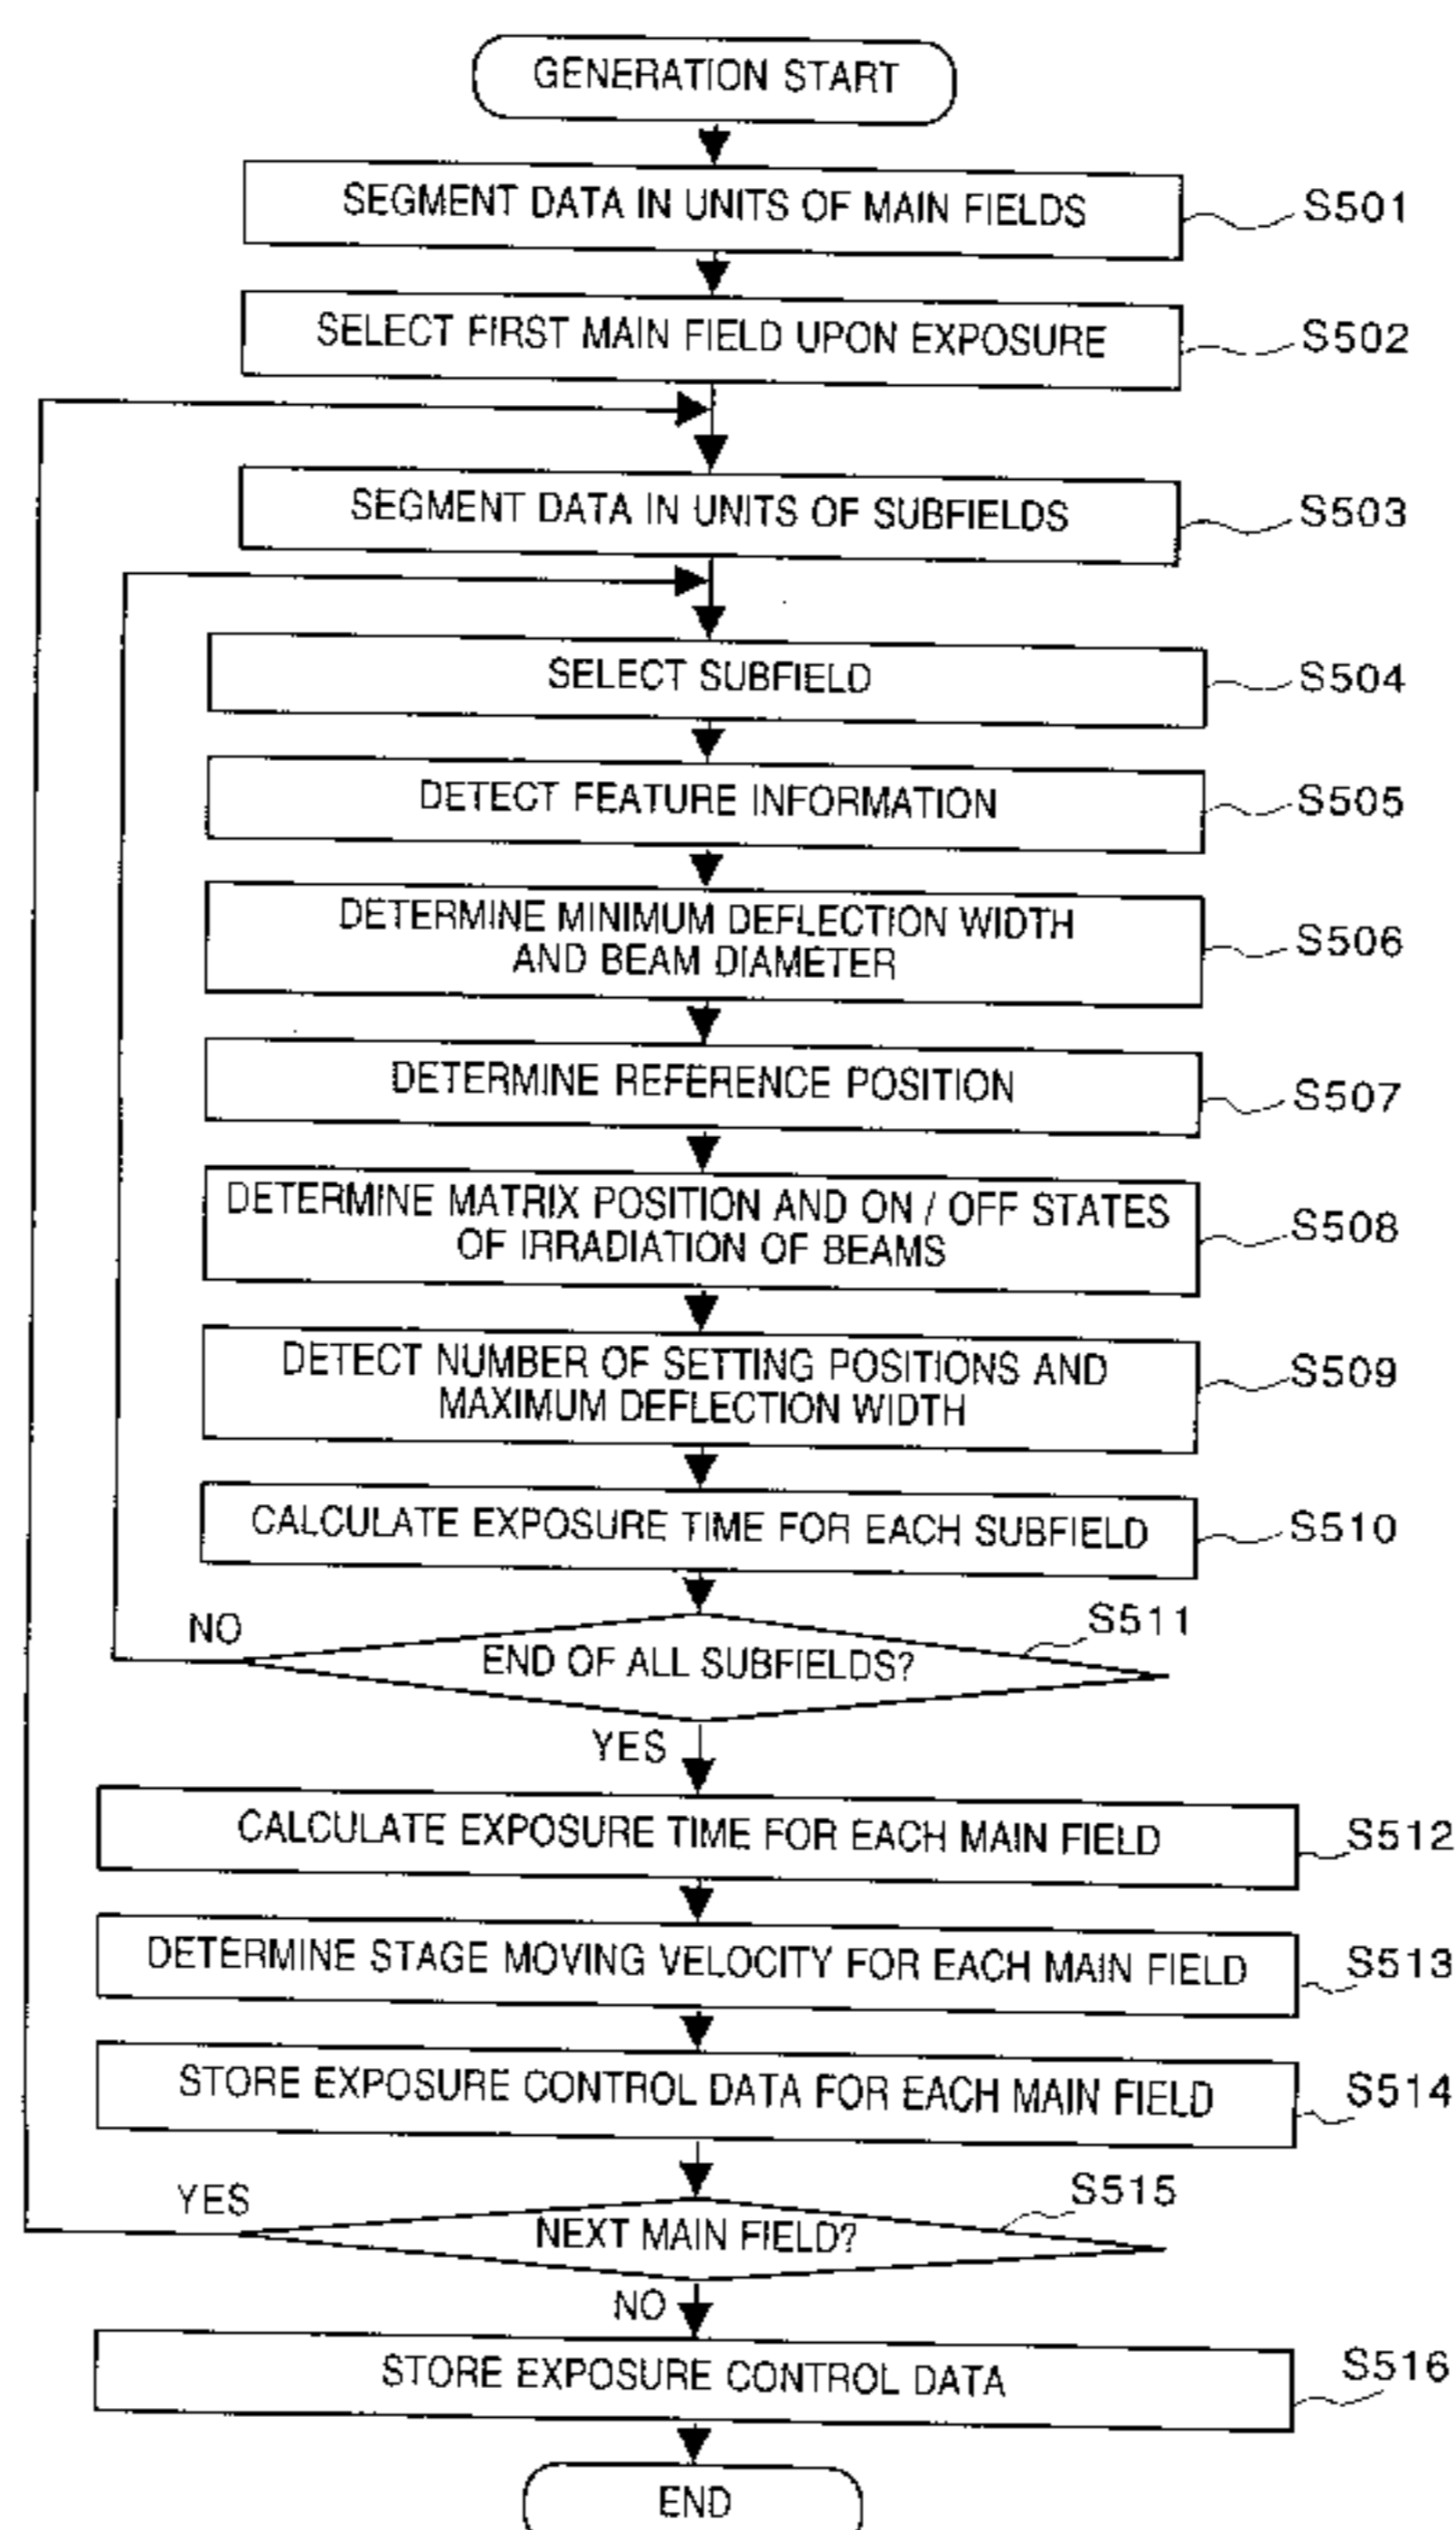 GENERATION START
SEGMENT DATA IN UNITS OF MAIN FIELDS
S501
SELECT FIRST MAIN FIELD UPON EXPOSURE
S502
SEGMENT DATA IN UNITS OF SUBFIELDS
S503
SELECT SUBFIELD
S504
DETECT FEATURE INFORMATION
S505
DETERMINE MINIMUM DEFLECTION WIDTH
AND BEAM DIAMETER
S506
DETERMINE REFERENCE POSITION
S507
DETERMINE MATRIX POSITION AND ON / OFF STATES
OF IRRADIATION OF BEAMS
S508
DETECT NUMBER OF SETTING POSITIONS AND
MAXIMUM DEFLECTION WIDTH
S509
CALCULATE EXPOSURE TIME FOR EACH SUBFIELD
S510
NO
END OF ALL SUBFIELDS?
S511
YES
CALCULATE EXPOSURE TIME FOR EACH MAIN FIELD
S512
DETERMINE STAGE MOVING VELOCITY FOR EACH MAIN FIELD
S513
STORE EXPOSURE CONTROL DATA FOR EACH MAIN FIELD
S514
YES
NEXT MAIN FIELD?
S515
NO
STORE EXPOSURE CONTROL DATA
S516
END